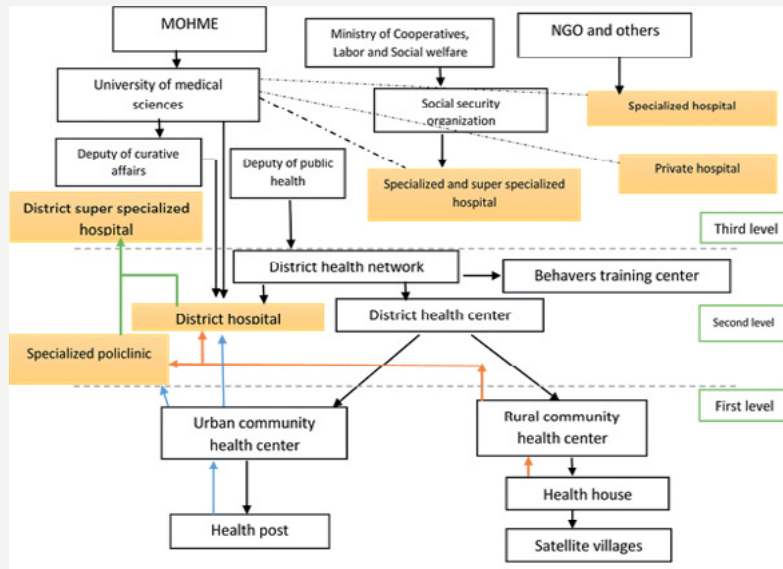 MOHME
Ministry of Cooperatives,
Labor and Social welfare
NGO and others
University of medical
sciences
Social security
organization
Specialized hospital
Deputy of curative
affairs
Deputy of public
health
Specialized and super specialized
hospital
Private hospital
District super specialized
hospital
Third level
District health network
Behavers training center
District hospital
District health center
Second level
Specialized policlinic
First level
Urban community
health center
Rural community
health center
Health house
Health post
Satellite villages